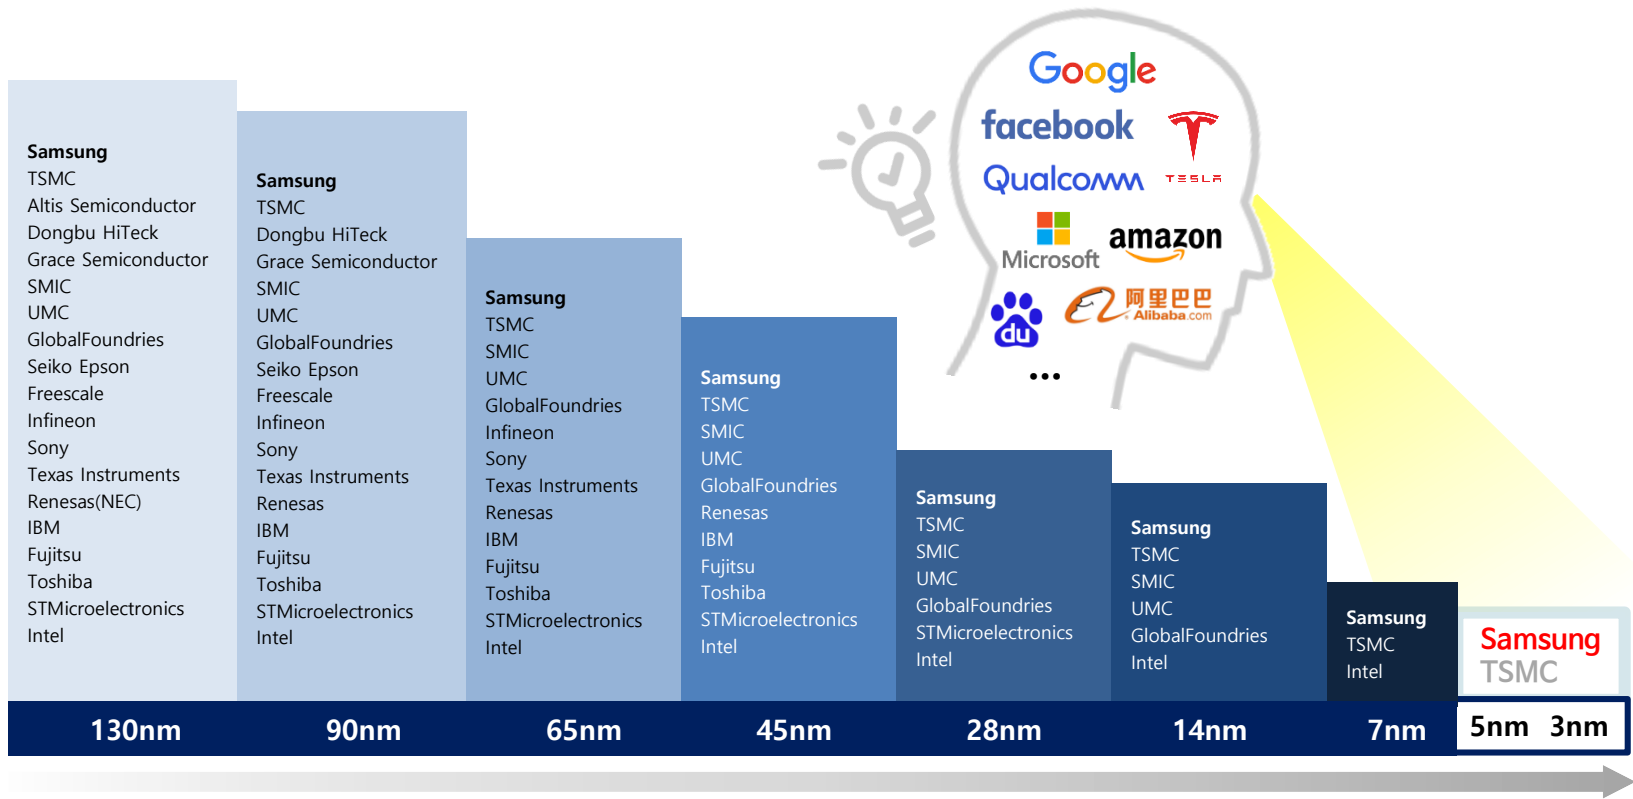 Google
facebook
TESLA
Qualcomm
Microsoft
amazon
du
阿里巴巴
Alibaba.com
...
Samsung
TSMC
Altis Semiconductor
Dongbu HiTeck
Grace Semiconductor
SMIC
UMC
GlobalFoundries
Seiko Epson
Freescale
Infineon
Sony
Texas Instruments
Renesas(NEC)
IBM
Fujitsu
Toshiba
STMicroelectronics
Intel
Samsung
TSMC
Dongbu HiTeck
Grace Semiconductor
SMIC
UMC
GlobalFoundries
Seiko Epson
Freescale
Infineon
Sony
Texas Instruments
Renesas
IBM
Fujitsu
Toshiba
STMicroelectronics
Intel
Samsung
TSMC
SMIC
UMC
GlobalFoundries
Infineon
Sony
Texas Instruments
Renesas
IBM
Fujitsu
Toshiba
STMicroelectronics
Intel
Samsung
TSMC
SMIC
UMC
GlobalFoundries
Renesas
IBM
Fujitsu
Toshiba
STMicroelectronics
Intel
Samsung
TSMC
SMIC
UMC
GlobalFoundries
STMicroelectronics
Intel
Samsung
TSMC
SMIC
UMC
GlobalFoundries
Intel
Samsung
TSMC
Intel
Samsung
TSMC
130nm 90nm 65nm 45nm 28nm 14nm 7nm 5nm 3nm